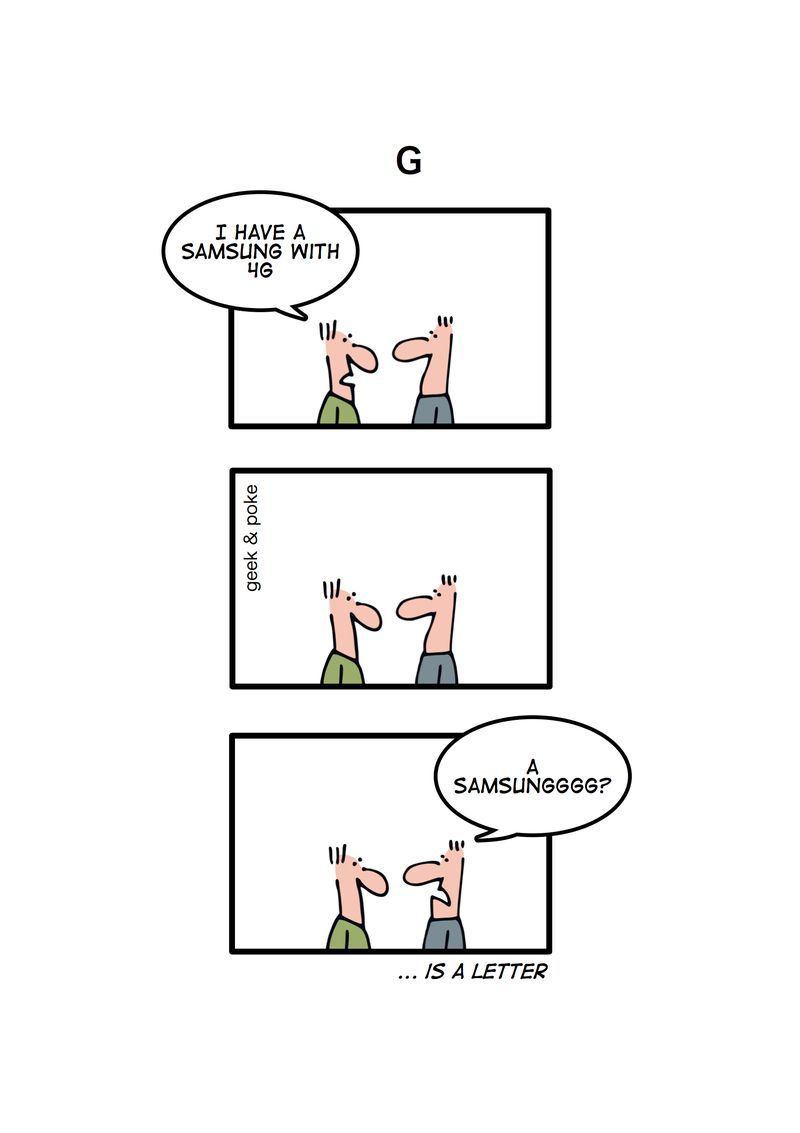 G
I HAVE A
SAMSUNG WITH
4G
geek & poke
A
SAMSUNGGGG?
... IS A LETTER